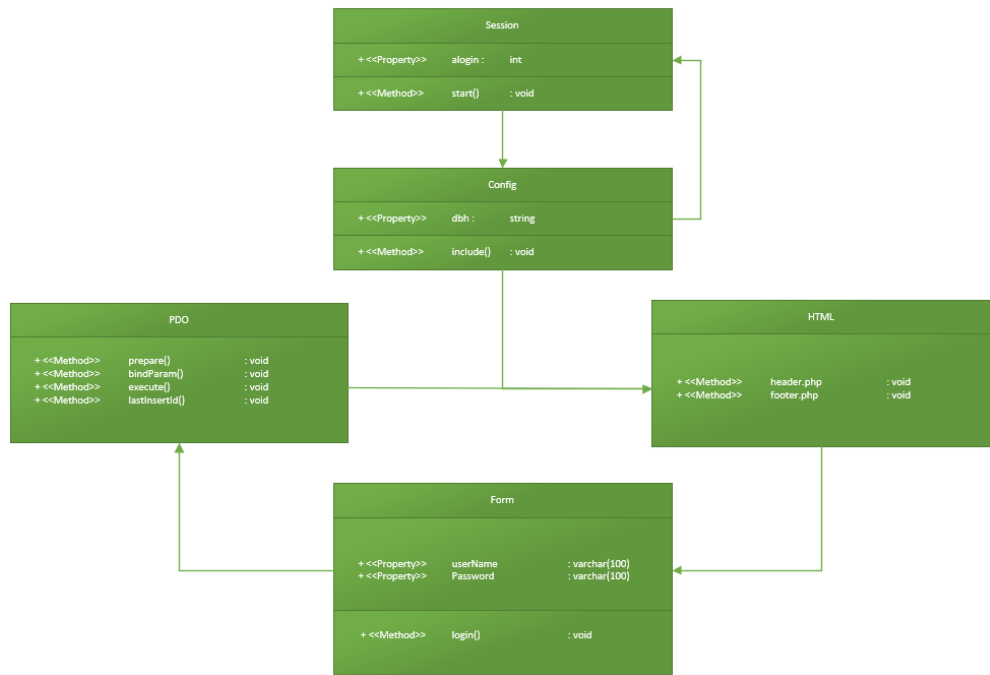 Session
+ <<Property>> alogin : int
+ <<Method>> start() : void
Config
+ <<Property>> dbh : string
+ <<Method>> include() : void
PDO
+ <<Method>> prepare() : void
+ <<Method>> bindParam() : void
+ <<Method>> execute() : void
+ <<Method>> lastInsertId() : void
HTML
+ <<Method>> header.php : void
+ <<Method>> footer.php : void
Form
+ <<Property>> userName : varchar(100)
+ <<Property>> Password : varchar(100)
+ <<Method>> login() : void